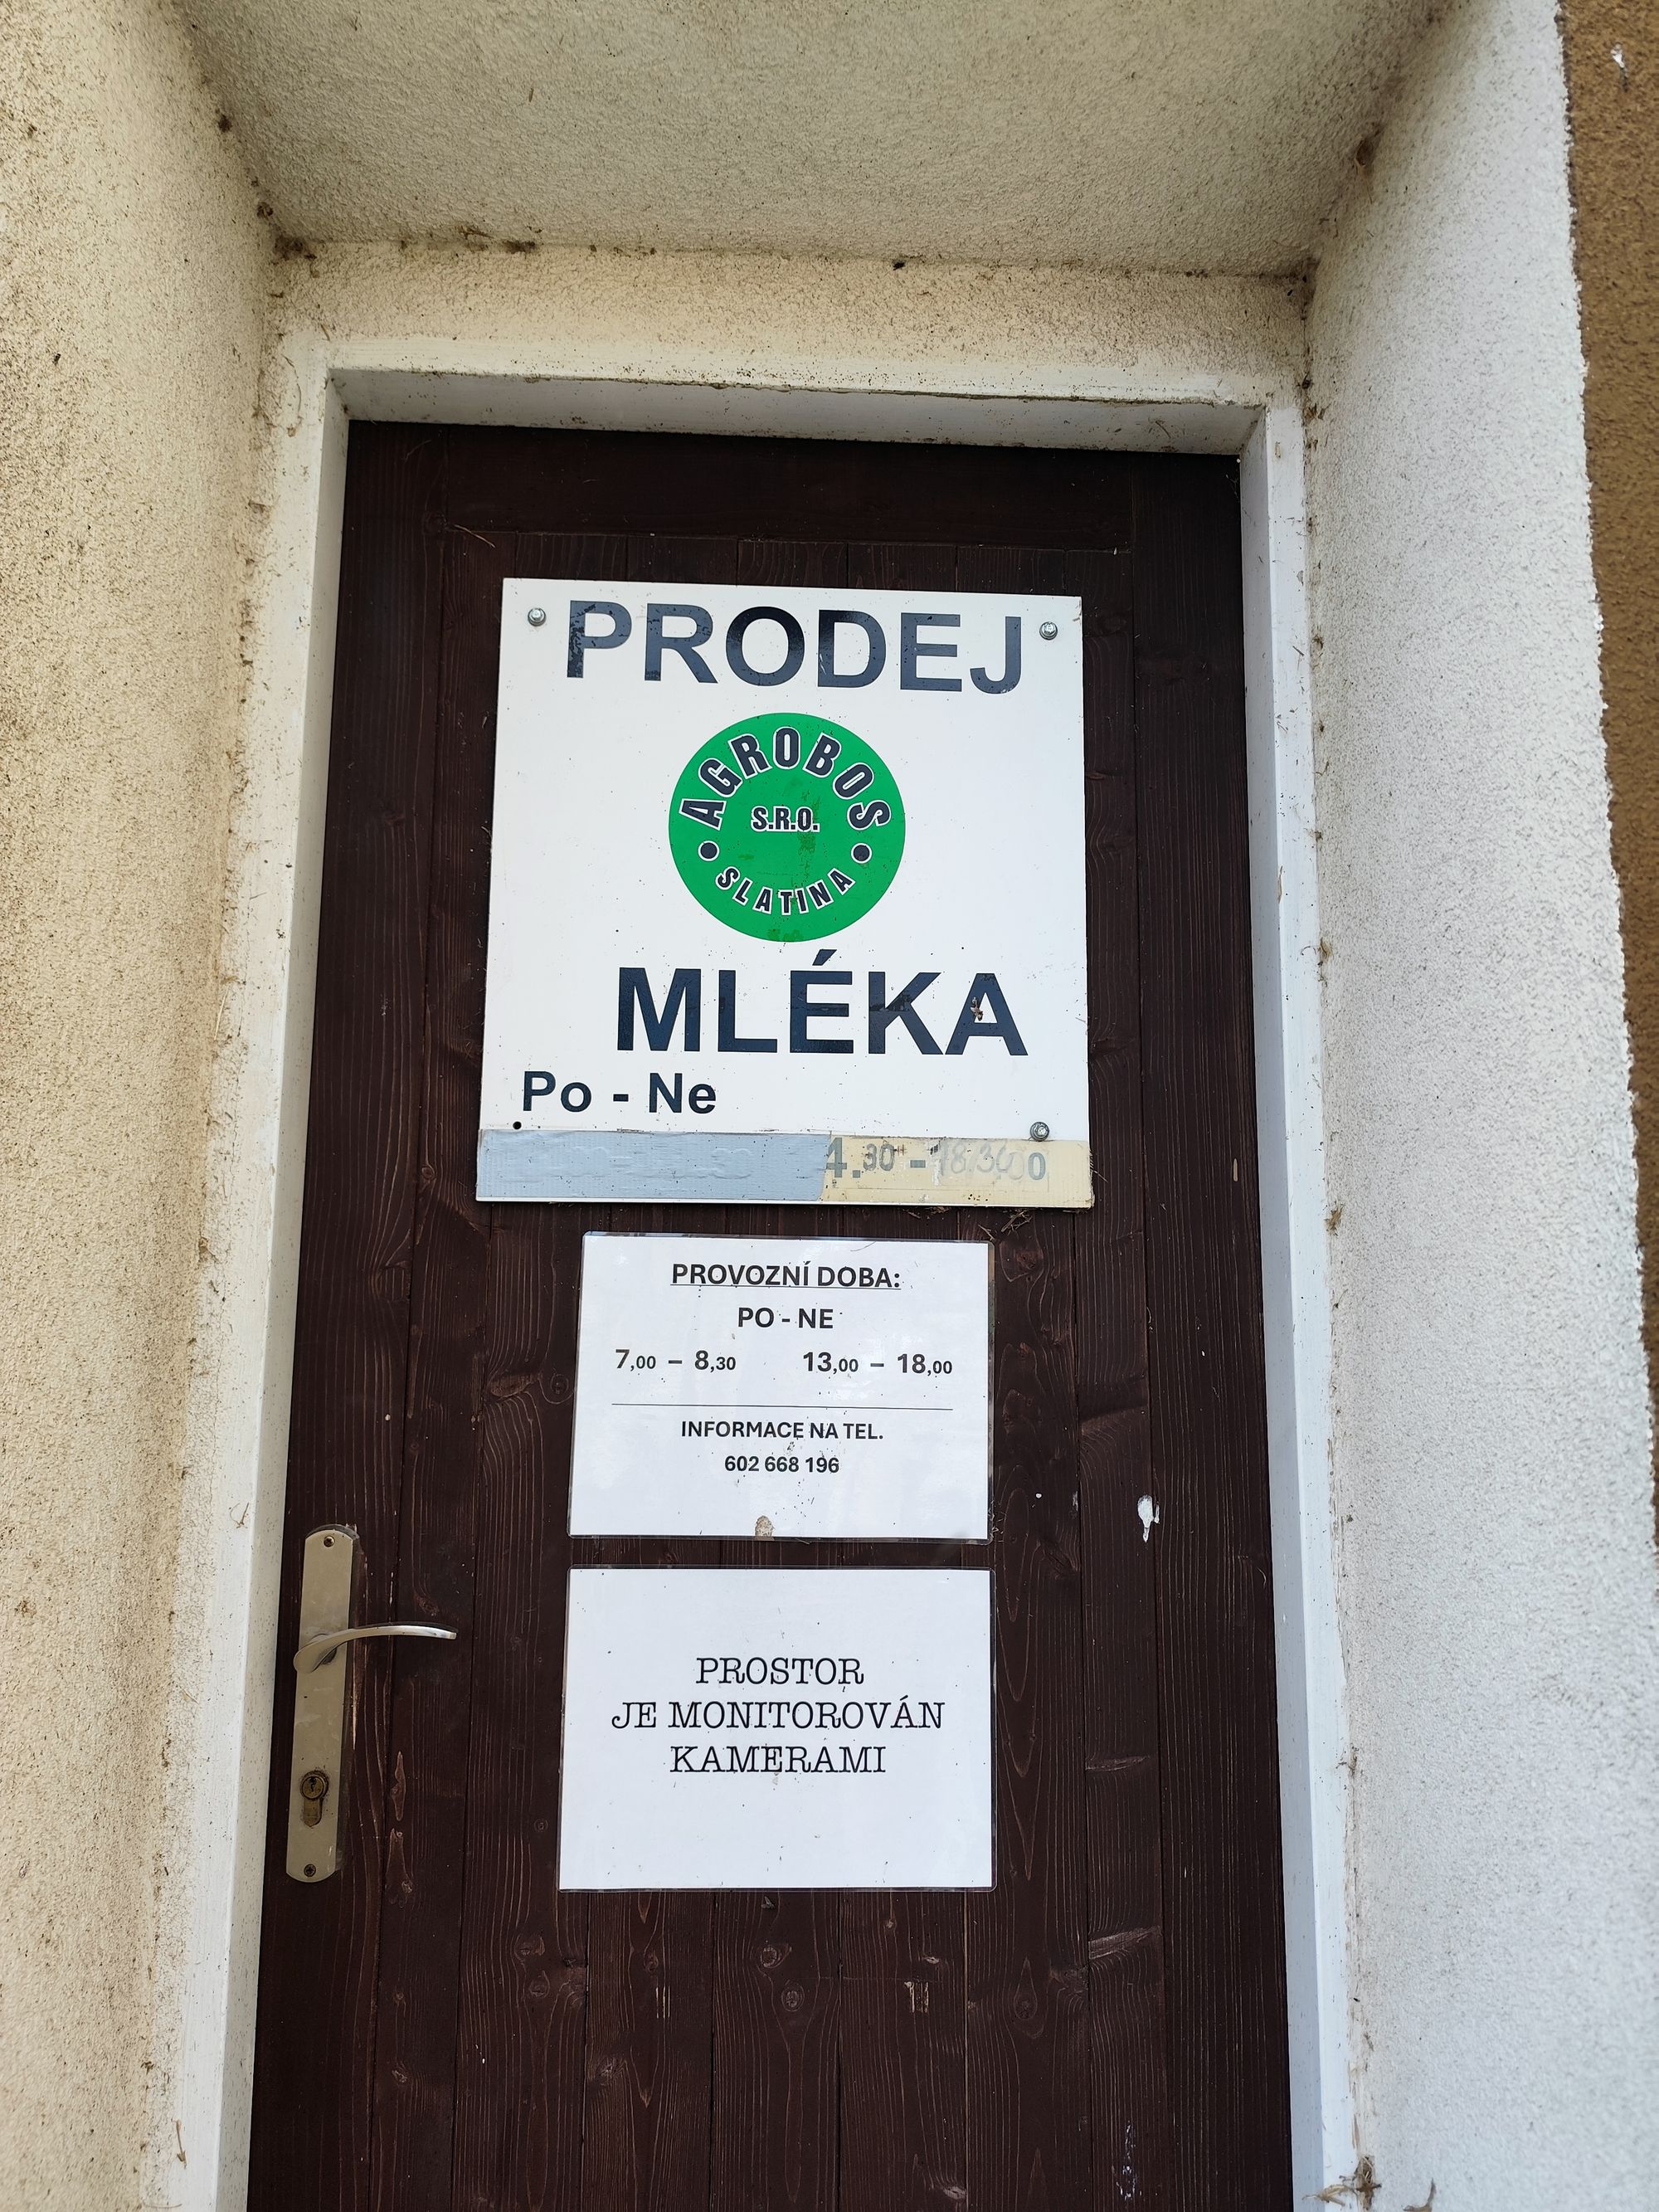 PRODEJ
AGROBOS
S.R.O.
SLATINA
MLÉKA
Po - Ne
PROVOZNÍ DOBA:
PO - NE
7,00 – 8,30 13,00 – 18,00
INFORMACE NA TEL.
602 668 196
PROSTOR
JE MONITOROVÁN
KAMERAMI